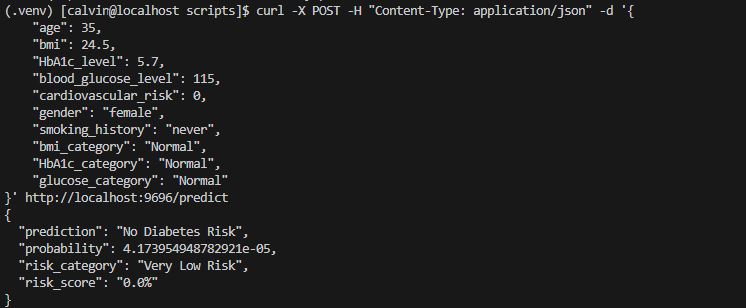 (.venv) [calvin@localhost scripts]$ curl -X POST -H "Content-Type: application/json" -d '{
    "age": 35,
    "bmi": 24.5,
    "HbA1c_level": 5.7,
    "blood_glucose_level": 115,
    "cardiovascular_risk": 0,
    "gender": "female",
    "smoking_history": "never",
    "bmi_category": "Normal",
    "HbA1c_category": "Normal",
    "glucose_category": "Normal"
}' http://localhost:9696/predict
{
  "prediction": "No Diabetes Risk",
  "probability": 4.173954948782921e-05,
  "risk_category": "Very Low Risk",
  "risk_score": "0.0%"
}